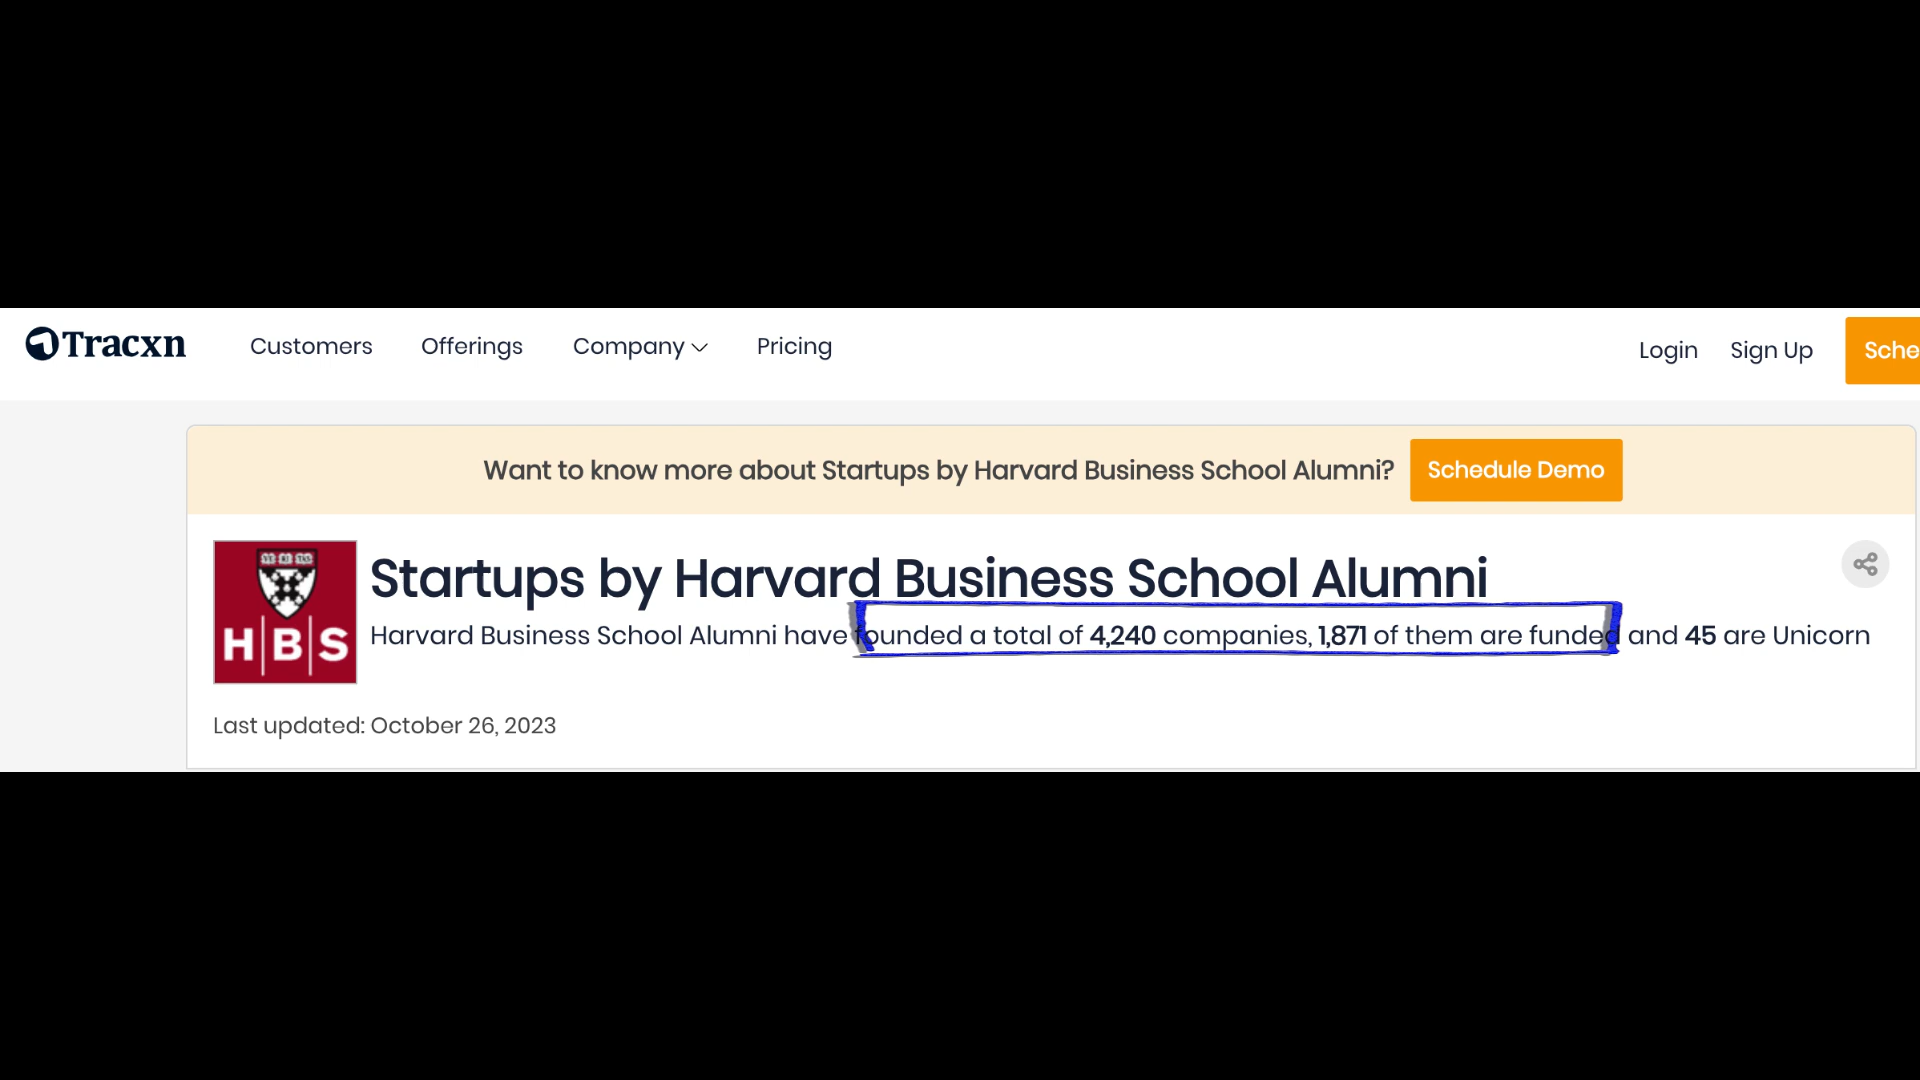 Tracxn Customers Offerings Company Pricing Login Sign Up Sche
Want to know more about Startups by Harvard Business School Alumni? Schedule Demo
Startups by Harvard Business School Alumni
HBS Harvard Business School Alumni have founded a total of 4,240 companies, 1,871 of them are funded and 45 are Unicorn
Last updated: October 26, 2023